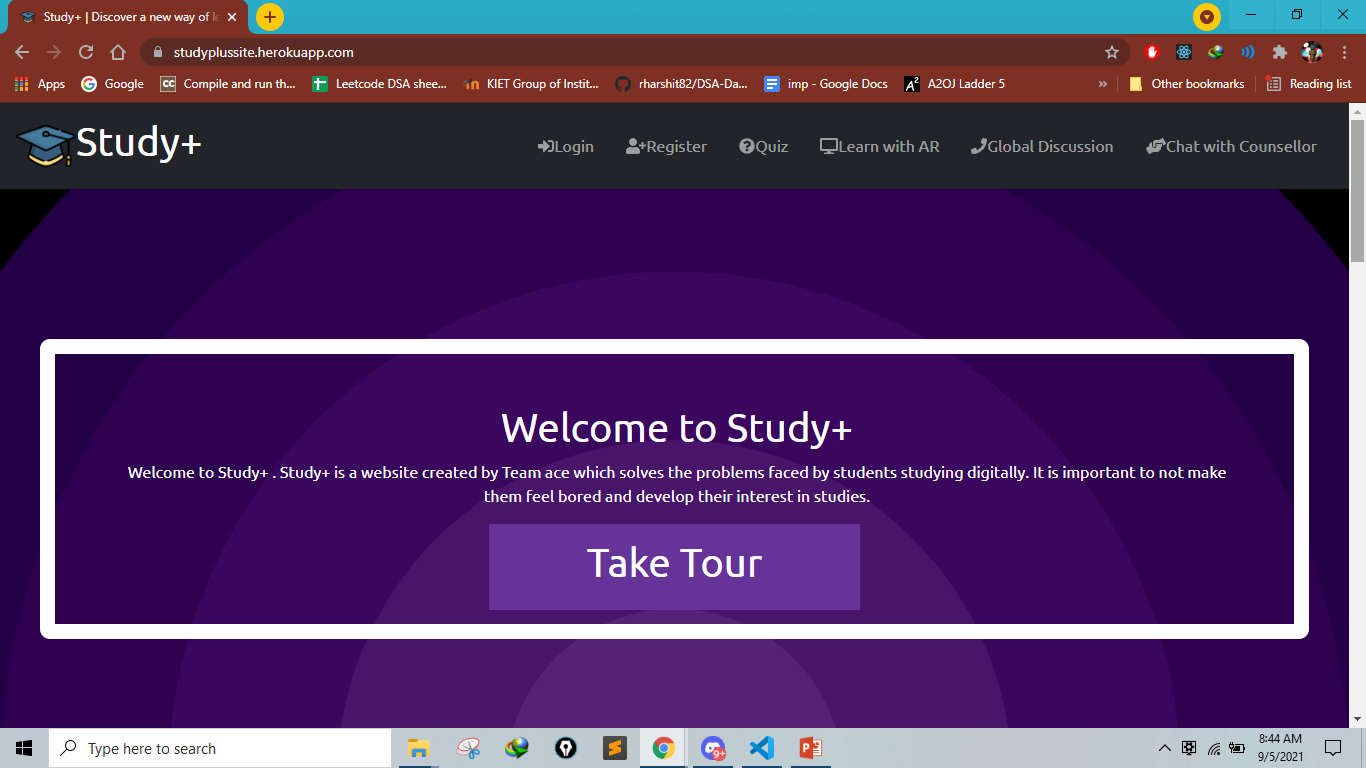 Study+ | Discover a new way of l
studyplussite.herokuapp.com
Apps Google Compile and run th... Leetcode DSA shee... KIET Group of Instit... rharshit82/DSA-Da... imp - Google Docs A2OJ Ladder 5 » Other bookmarks Reading list
Study+ Login Register Quiz Learn with AR Global Discussion Chat with Counsellor
Welcome to Study+
Welcome to Study+ . Study+ is a website created by Team ace which solves the problems faced by students studying digitally. It is important to not make
them feel bored and develop their interest in studies.
Take Tour
Type here to search
9+
8:44 AM
9/5/2021